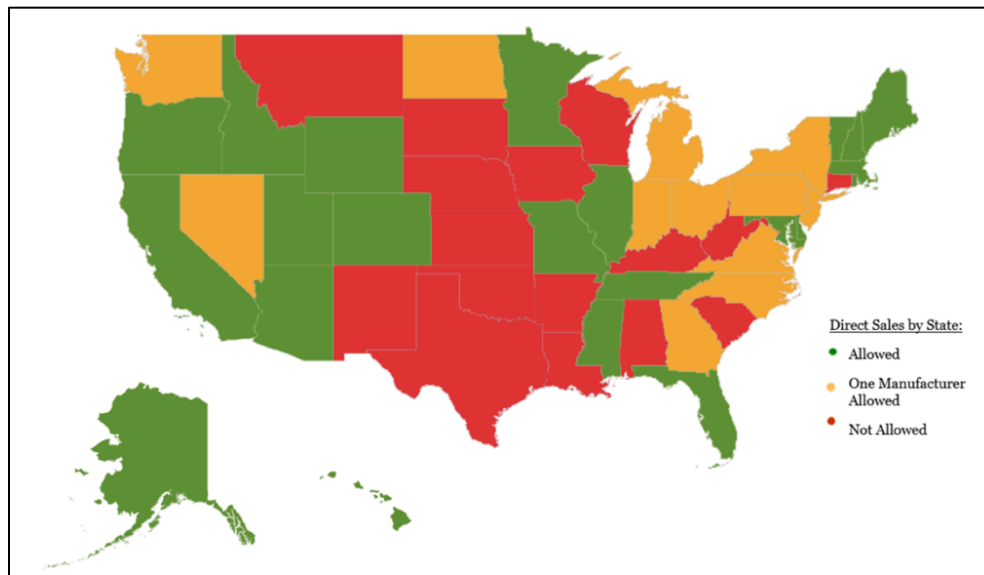 Direct Sales by State:
Allowed
One Manufacturer
Allowed
Not Allowed